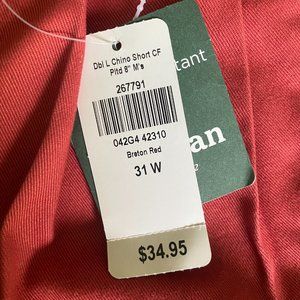 Dbl L Chino Short CF
Pltd 8" M's
267791
042G4 42310
Breton Red
31 W
$34.95
tant
an